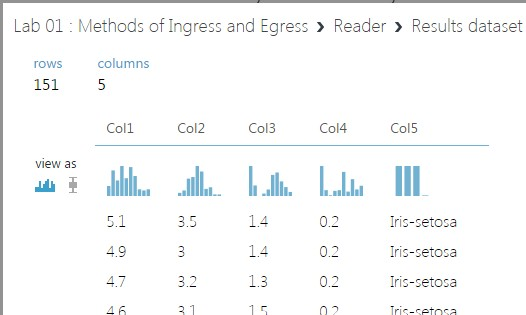 Lab 01 : Methods of Ingress and Egress › Reader › Results dataset
rows columns
151 5
Col1 Col2 Col3 Col4 Col5
view as
5.1 3.5 1.4 0.2 Iris-setosa
4.9 3 1.4 0.2 Iris-setosa
4.7 3.2 1.3 0.2 Iris-setosa
4.6 3.1 1.5 0.2 Iris-setosa